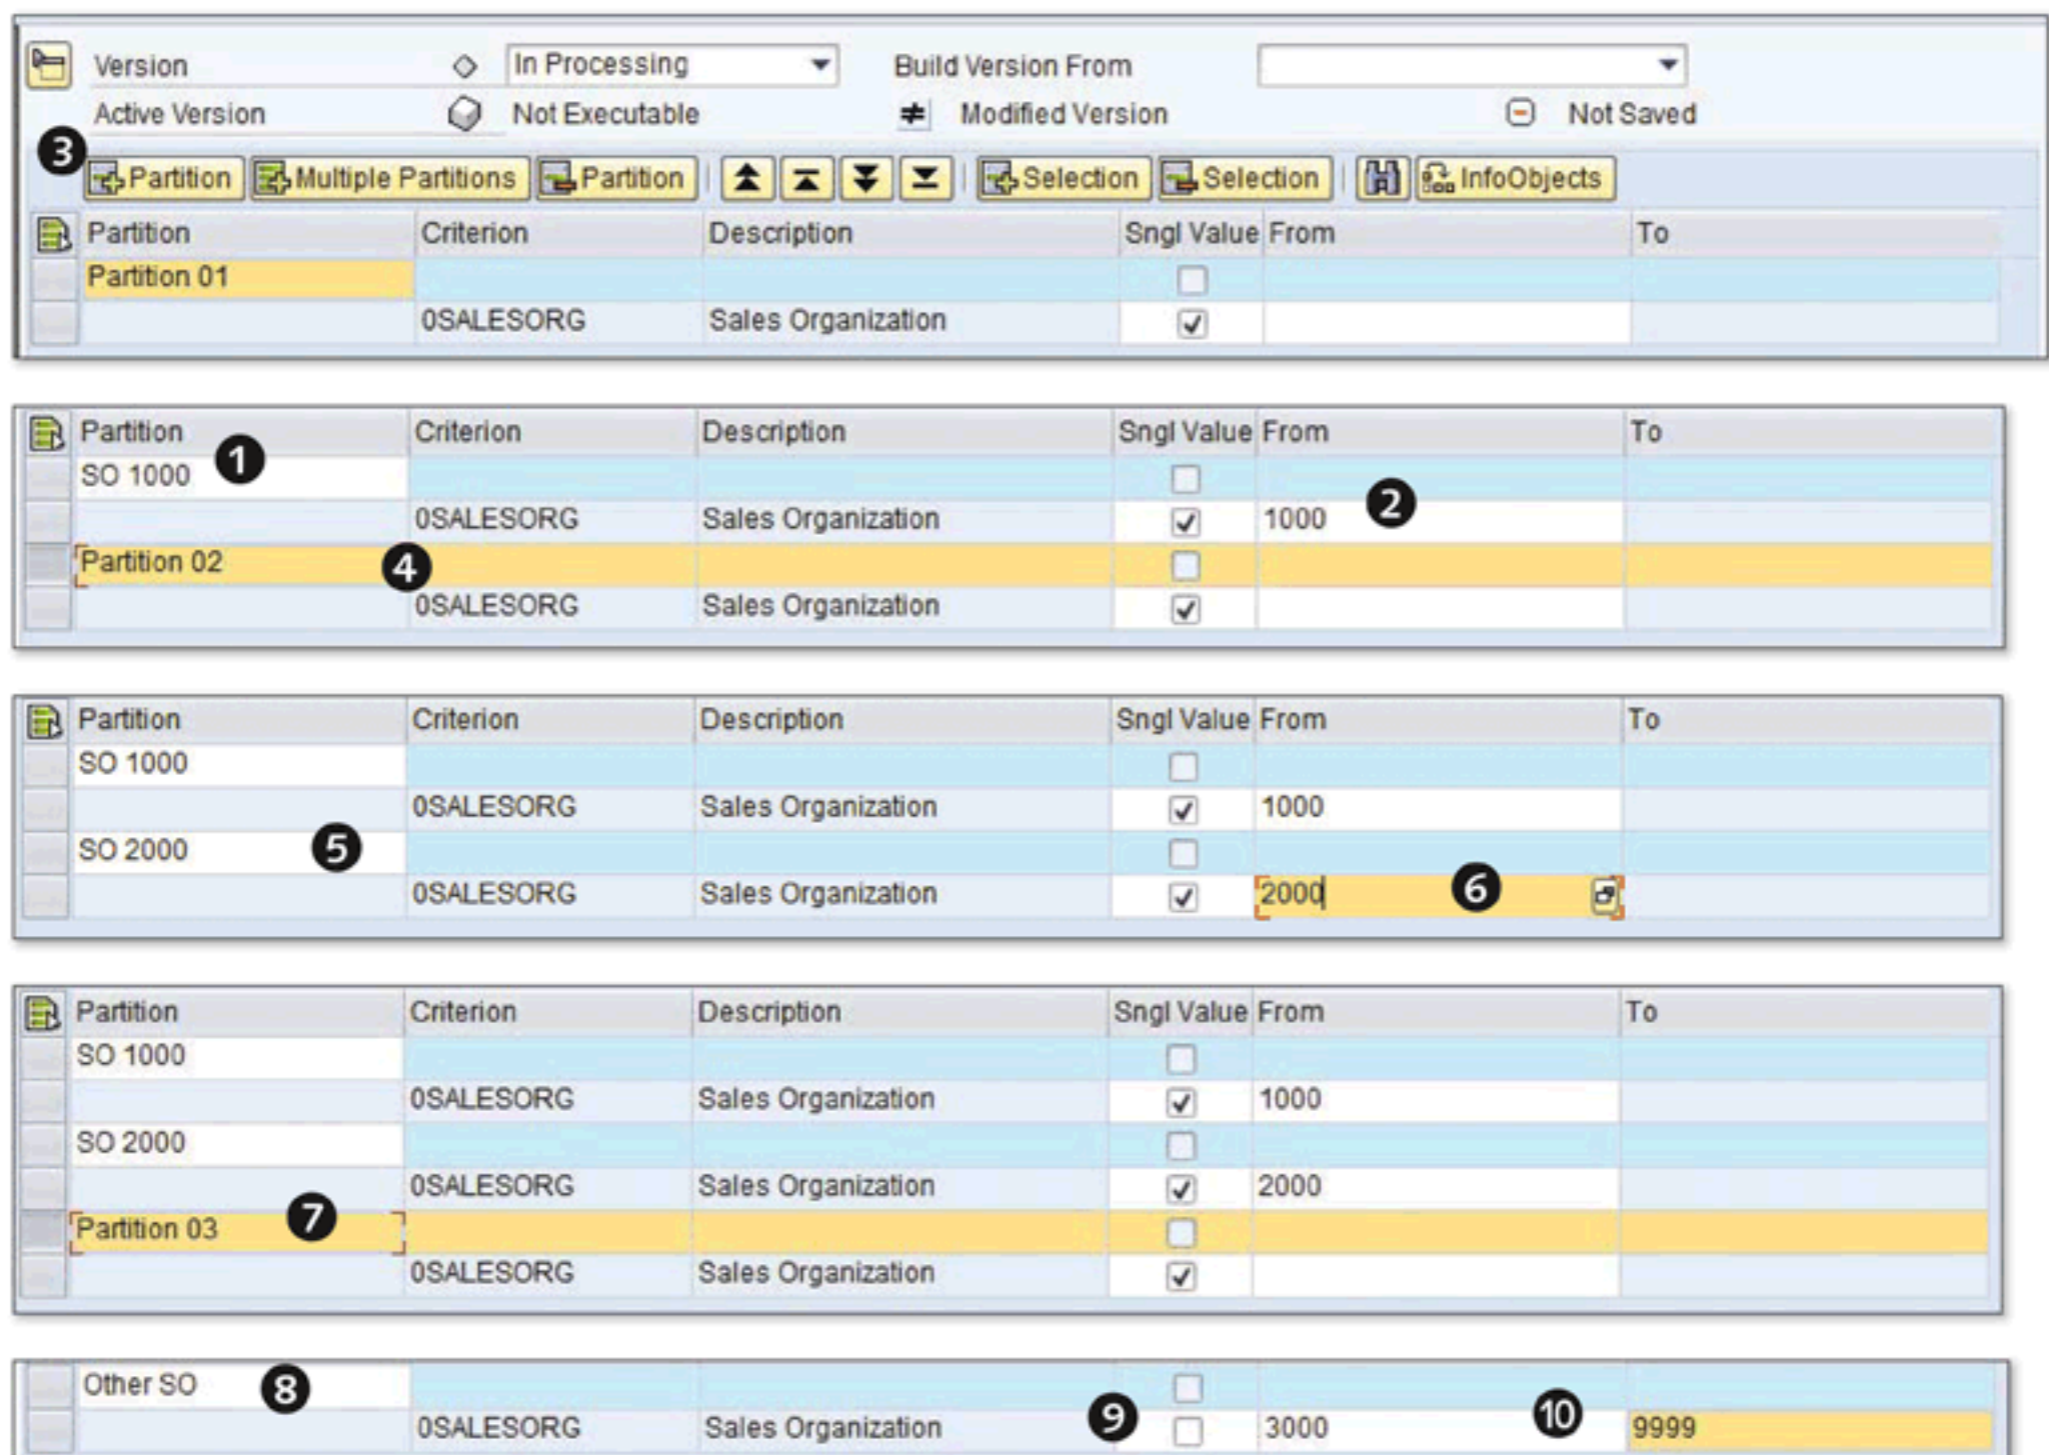 Version In Processing Build Version From
Active Version Not Executable Modified Version Not Saved
3
Partition Multiple Partitions Partition Selection Selection InfoObjects
Partition Criterion Description Sngl Value From To
Partition 01
0SALESORG Sales Organization
Partition Criterion Description Sngl Value From To
SO 1000 1
0SALESORG Sales Organization 1000 2
Partition 02 4
0SALESORG Sales Organization
Partition Criterion Description Sngl Value From To
SO 1000
0SALESORG Sales Organization 1000
SO 2000 5
0SALESORG Sales Organization 2000 6
Partition Criterion Description Sngl Value From To
SO 1000
0SALESORG Sales Organization 1000
SO 2000
0SALESORG Sales Organization 2000
Partition 03 7
0SALESORG Sales Organization
Other SO 8
0SALESORG Sales Organization 9 3000 10 9999